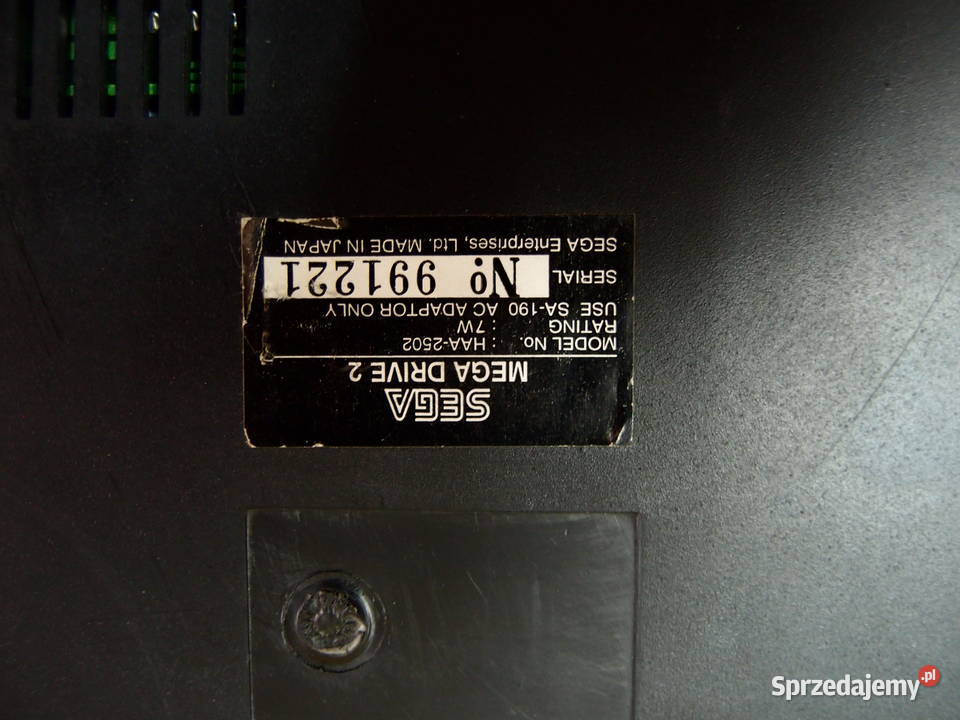 SEGA
MEGA DRIVE 2
MODEL No. : HAA-2502
RATING : 7W
USE SA-190 AC ADAPTOR ONLY
SERIAL № 991221
SEGA Enterprises, Ltd. MADE IN JAPAN
Sprzedajemy.pl